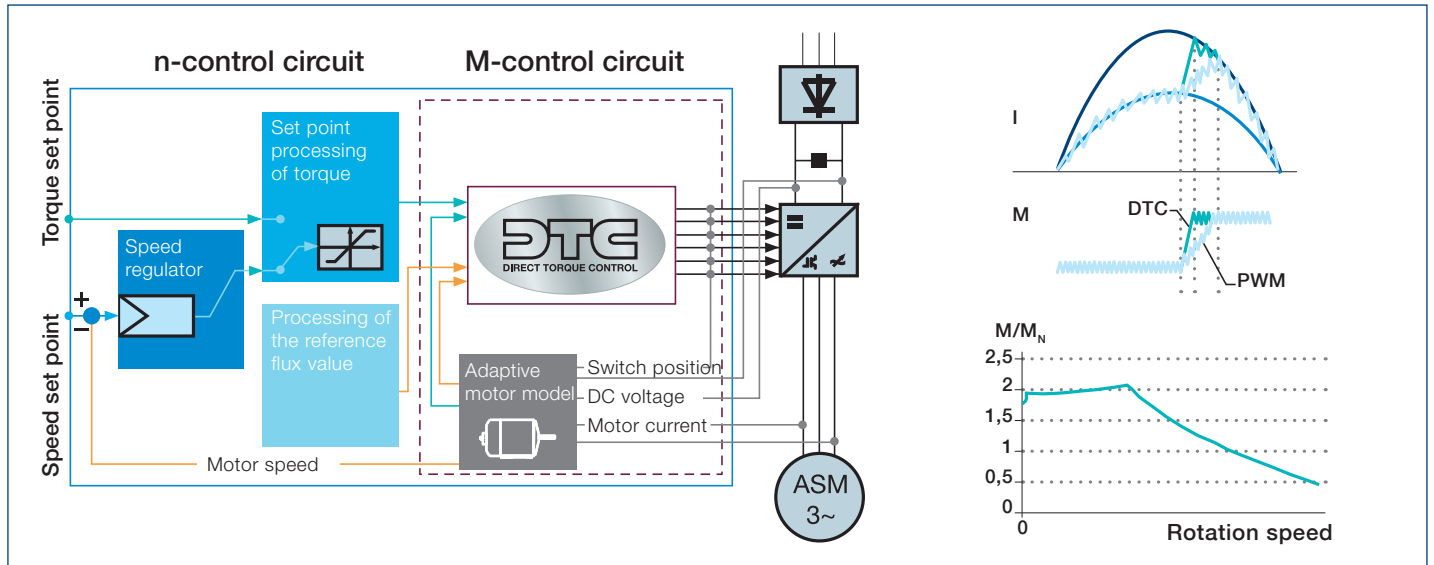 n-control circuit
M-control circuit
Torque set point
Speed set point
Set point
processing
of torque
Speed
regulator
+
−
Processing of
the reference
flux value
DTC
DIRECT TORQUE CONTROL
Adaptive
motor model
Switch position
DC voltage
Motor current
Motor speed
ASM
3~
I
M
DTC
PWM
M/MN
2,5
2
1,5
1
0,5
0
0
Rotation speed